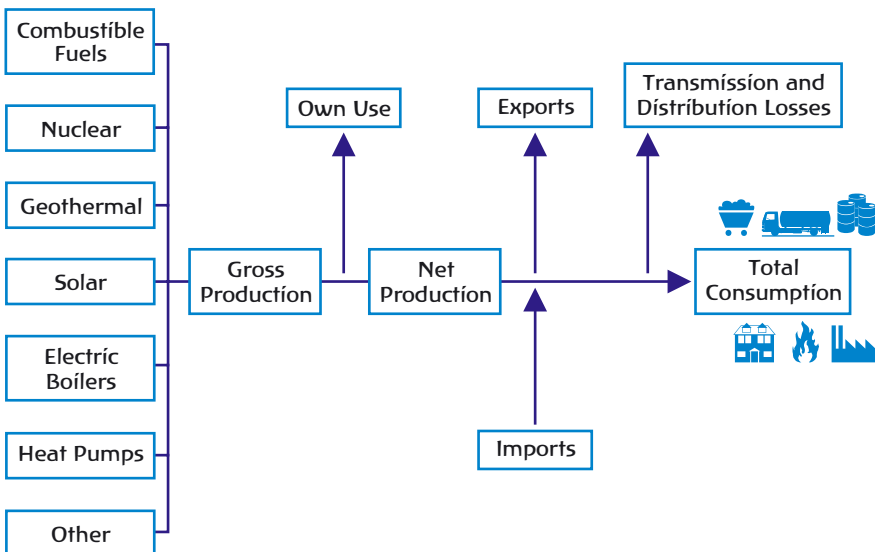 Combustible
Fuels
Nuclear
Geothermal
Solar
Electric
Boilers
Heat Pumps
Other
Gross
Production
Own Use
Net
Production
Exports
Imports
Transmission and
Distribution Losses
Total
Consumption